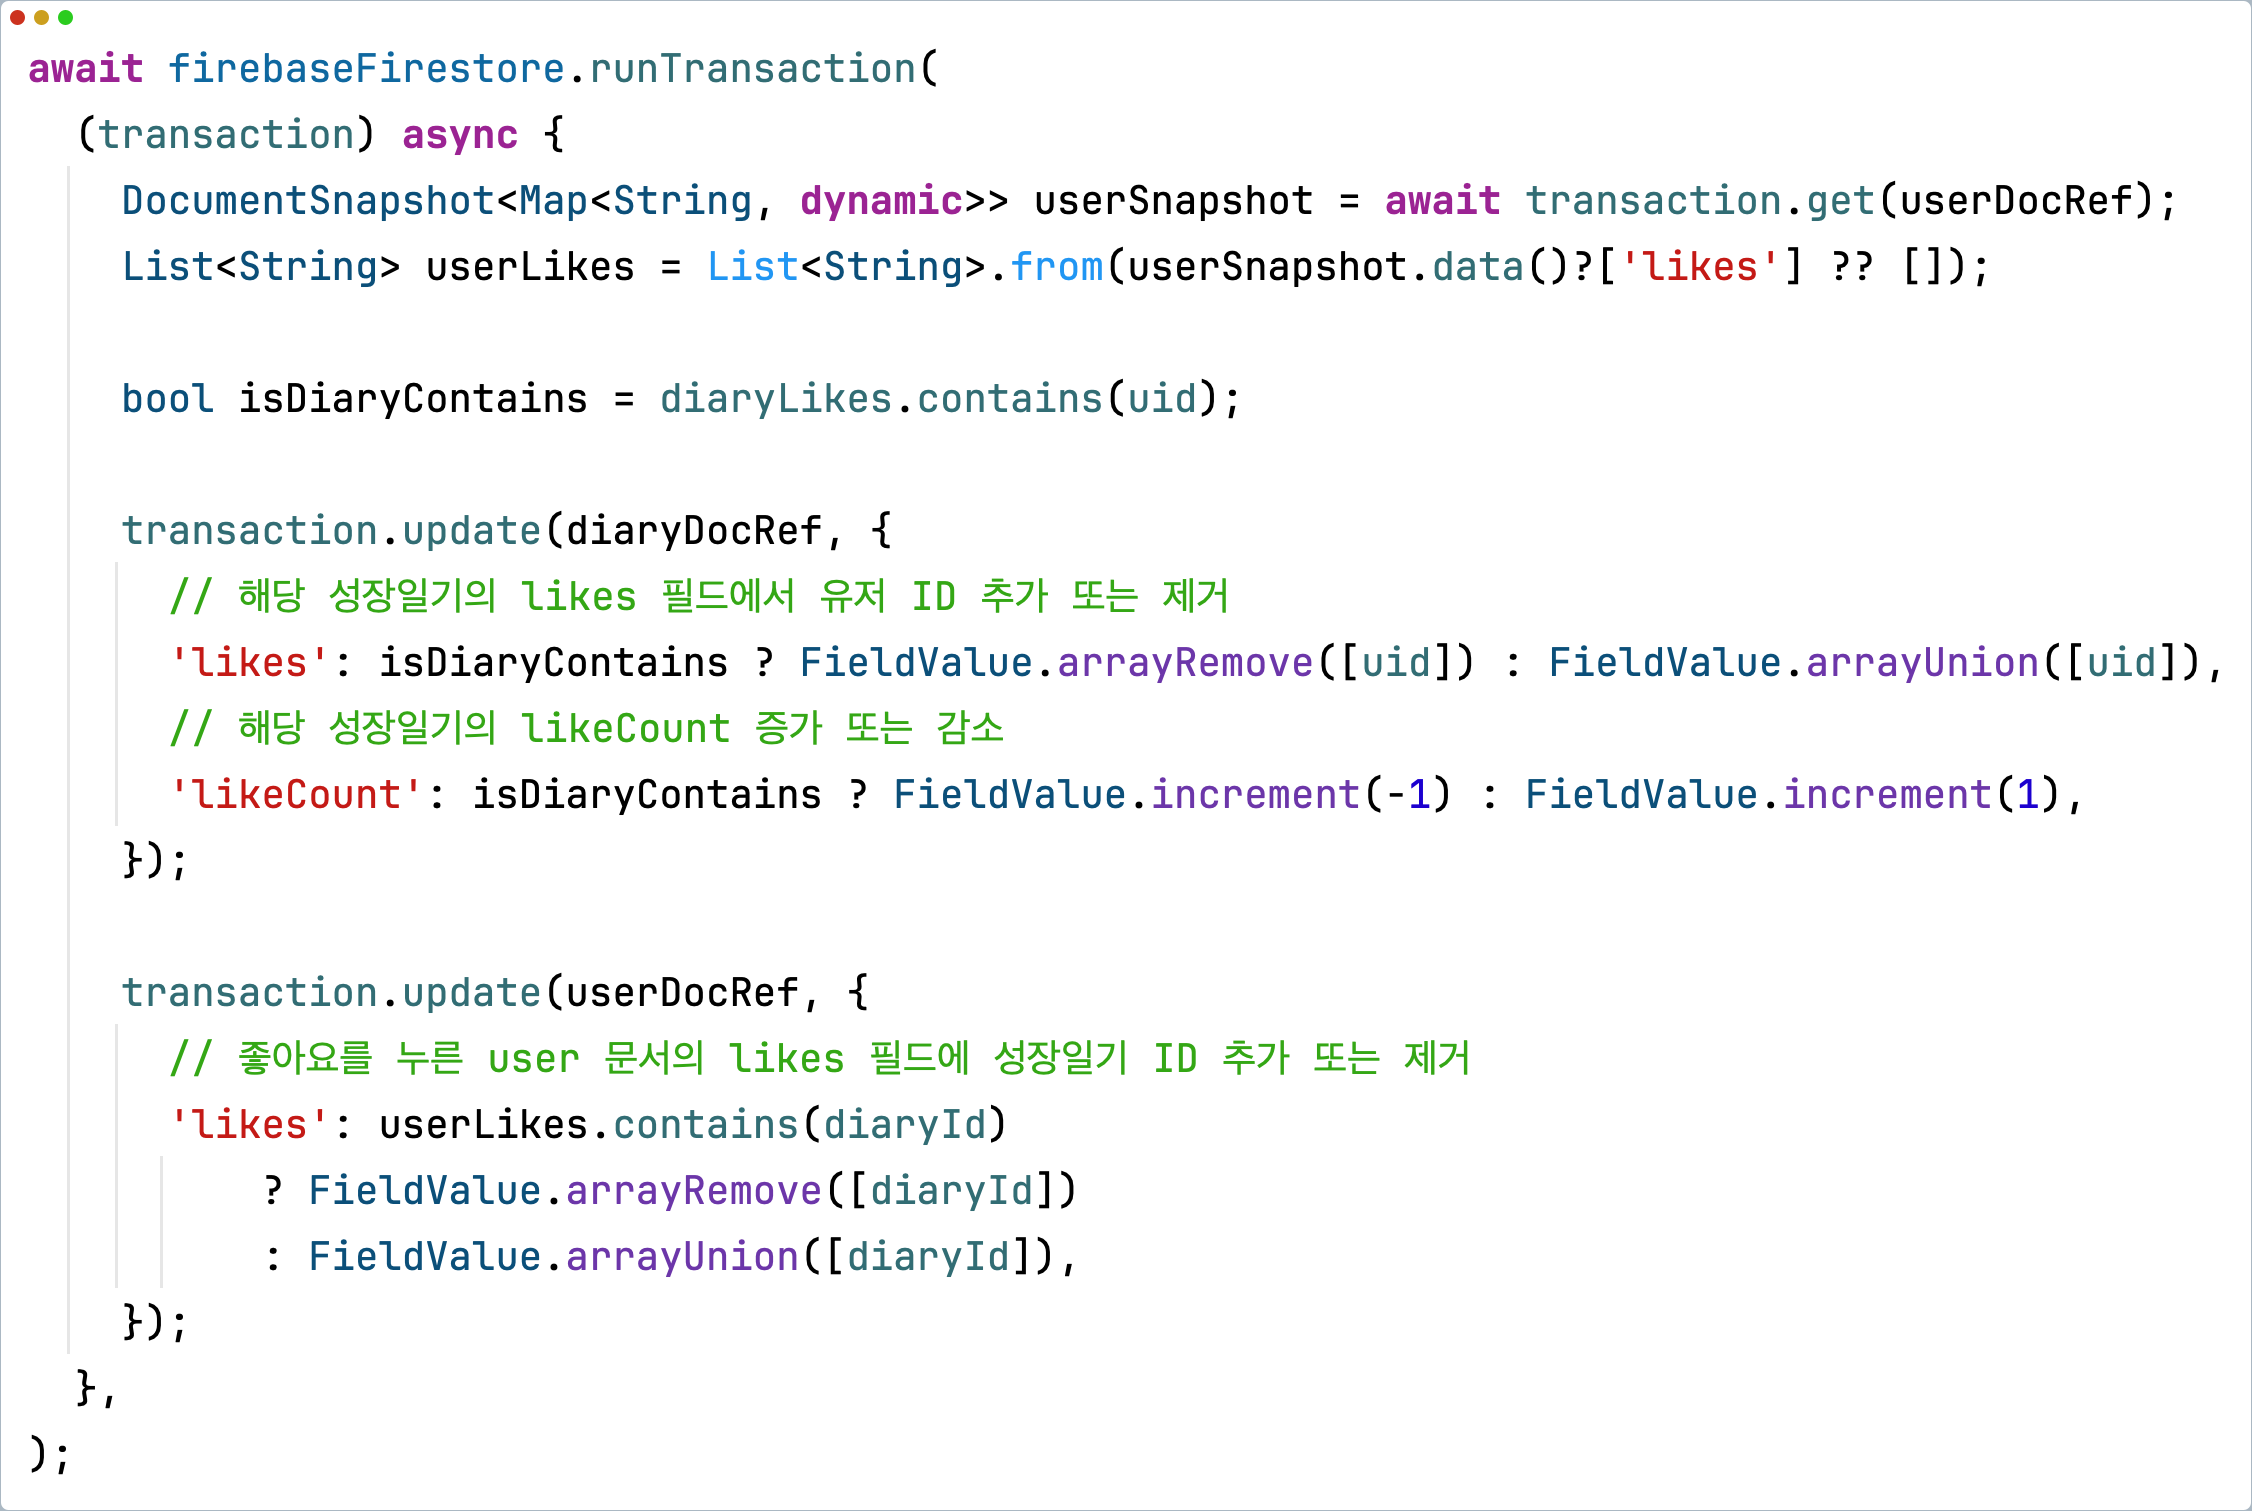 await firebaseFirestore.runTransaction(
(transaction) async {
DocumentSnapshot<Map<String, dynamic>> userSnapshot = await transaction.get(userDocRef);
List<String> userLikes = List<String>.from(userSnapshot.data()?['likes'] ?? []);
bool isDiaryContains = diaryLikes.contains(uid);
transaction.update(diaryDocRef, {
// 해당 성장일기의 likes 필드에서 유저 ID 추가 또는 제거
'likes': isDiaryContains ? FieldValue.arrayRemove([uid]) : FieldValue.arrayUnion([uid]),
// 해당 성장일기의 likeCount 증가 또는 감소
'likeCount': isDiaryContains ? FieldValue.increment(-1) : FieldValue.increment(1),
});
transaction.update(userDocRef, {
// 좋아요를 누른 user 문서의 likes 필드에 성장일기 ID 추가 또는 제거
'likes': userLikes.contains(diaryId)
? FieldValue.arrayRemove([diaryId])
: FieldValue.arrayUnion([diaryId]),
});
},
);